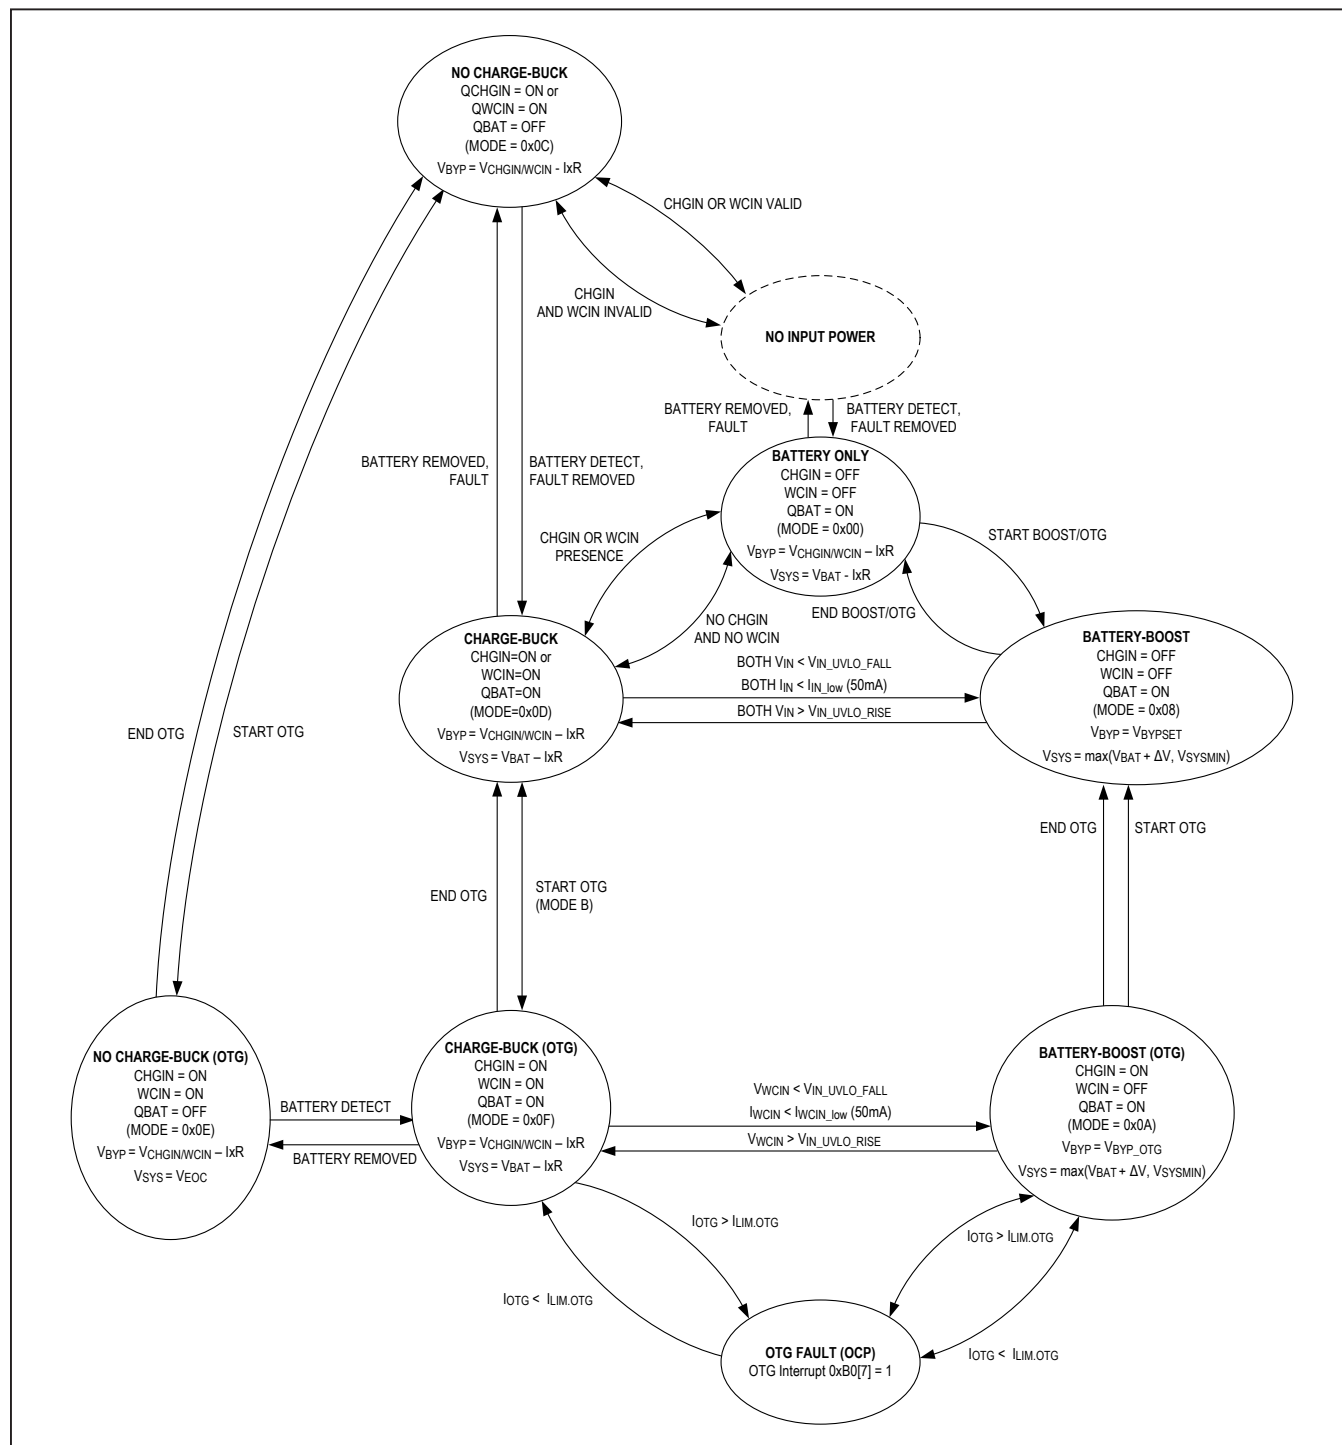 NO CHARGE-BUCK
QCHGIN = ON or
QWCIN = ON
QBAT = OFF
(MODE = 0x0C)
VBYP = VCHGIN/WCIN - IxR
CHGIN OR WCIN VALID
CHGIN
AND WCIN INVALID
NO INPUT POWER
BATTERY REMOVED,
FAULT
BATTERY DETECT,
FAULT REMOVED
BATTERY REMOVED,
FAULT
BATTERY DETECT,
FAULT REMOVED
BATTERY ONLY
CHGIN = OFF
WCIN = OFF
QBAT = ON
(MODE = 0x00)
VBYP = VCHGIN/WCIN – IxR
VSYS = VBAT - IxR
CHGIN OR WCIN
PRESENCE
START BOOST/OTG
END BOOST/OTG
NO CHGIN
AND NO WCIN
CHARGE-BUCK
CHGIN=ON or
WCIN=ON
QBAT=ON
(MODE=0x0D)
VBYP = VCHGIN/WCIN – IxR
VSYS = VBAT – IxR
BOTH VIN < VIN_UVLO_FALL
BOTH IIN < IIN_low (50mA)
BOTH VIN > VIN_UVLO_RISE
BATTERY-BOOST
CHGIN = OFF
WCIN = OFF
QBAT = ON
(MODE = 0x08)
VBYP = VBYPSET
VSYS = max(VBAT + ΔV, VSYSMIN)
END OTG
START OTG
END OTG
START OTG
(MODE B)
END OTG
START OTG
NO CHARGE-BUCK (OTG)
CHGIN = ON
WCIN = ON
QBAT = OFF
(MODE = 0x0E)
VBYP = VCHGIN/WCIN – IxR
VSYS = VEOC
BATTERY DETECT
BATTERY REMOVED
CHARGE-BUCK (OTG)
CHGIN = ON
WCIN = ON
QBAT = ON
(MODE = 0x0F)
VBYP = VCHGIN/WCIN – IxR
VSYS = VBAT – IxR
VWCIN < VIN_UVLO_FALL
IWCIN < IWCIN_low (50mA)
VWCIN > VIN_UVLO_RISE
BATTERY-BOOST (OTG)
CHGIN = ON
WCIN = OFF
QBAT = ON
(MODE = 0x0A)
VBYP = VBYP_OTG
VSYS = max(VBAT + ΔV, VSYSMIN)
IOTG > ILIM.OTG
IOTG < ILIM.OTG
IOTG > ILIM.OTG
IOTG < ILIM.OTG
OTG FAULT (OCP)
OTG Interrupt 0xB0[7] = 1